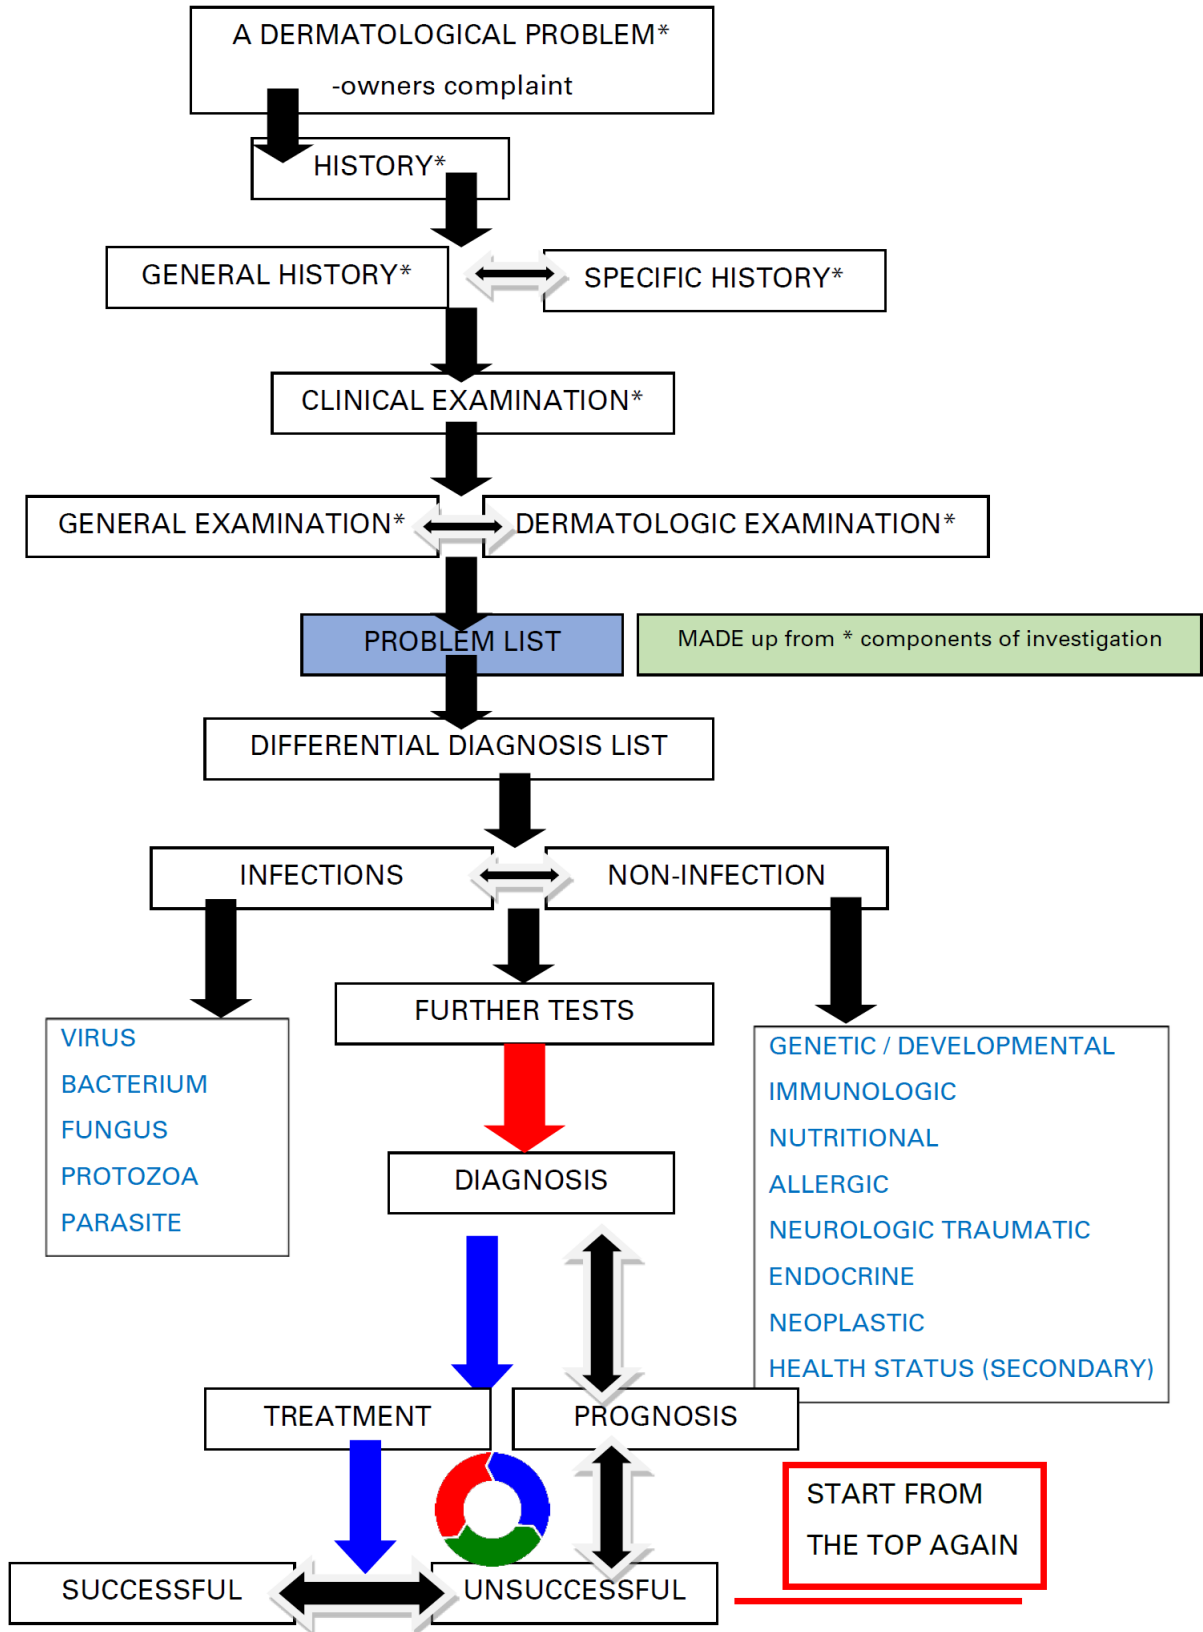 A DERMATOLOGICAL PROBLEM*
-owners complaint
HISTORY*
GENERAL HISTORY*
SPECIFIC HISTORY*
CLINICAL EXAMINATION*
GENERAL EXAMINATION*
DERMATOLOGIC EXAMINATION*
PROBLEM LIST
MADE up from * components of investigation
DIFFERENTIAL DIAGNOSIS LIST
INFECTIONS
NON-INFECTION
FURTHER TESTS
VIRUS
BACTERIUM
FUNGUS
PROTOZOA
PARASITE
GENETIC / DEVELOPMENTAL
IMMUNOLOGIC
NUTRITIONAL
ALLERGIC
NEUROLOGIC TRAUMATIC
ENDOCRINE
NEOPLASTIC
HEALTH STATUS (SECONDARY)
DIAGNOSIS
TREATMENT
PROGNOSIS
START FROM
THE TOP AGAIN
SUCCESSFUL
UNSUCCESSFUL